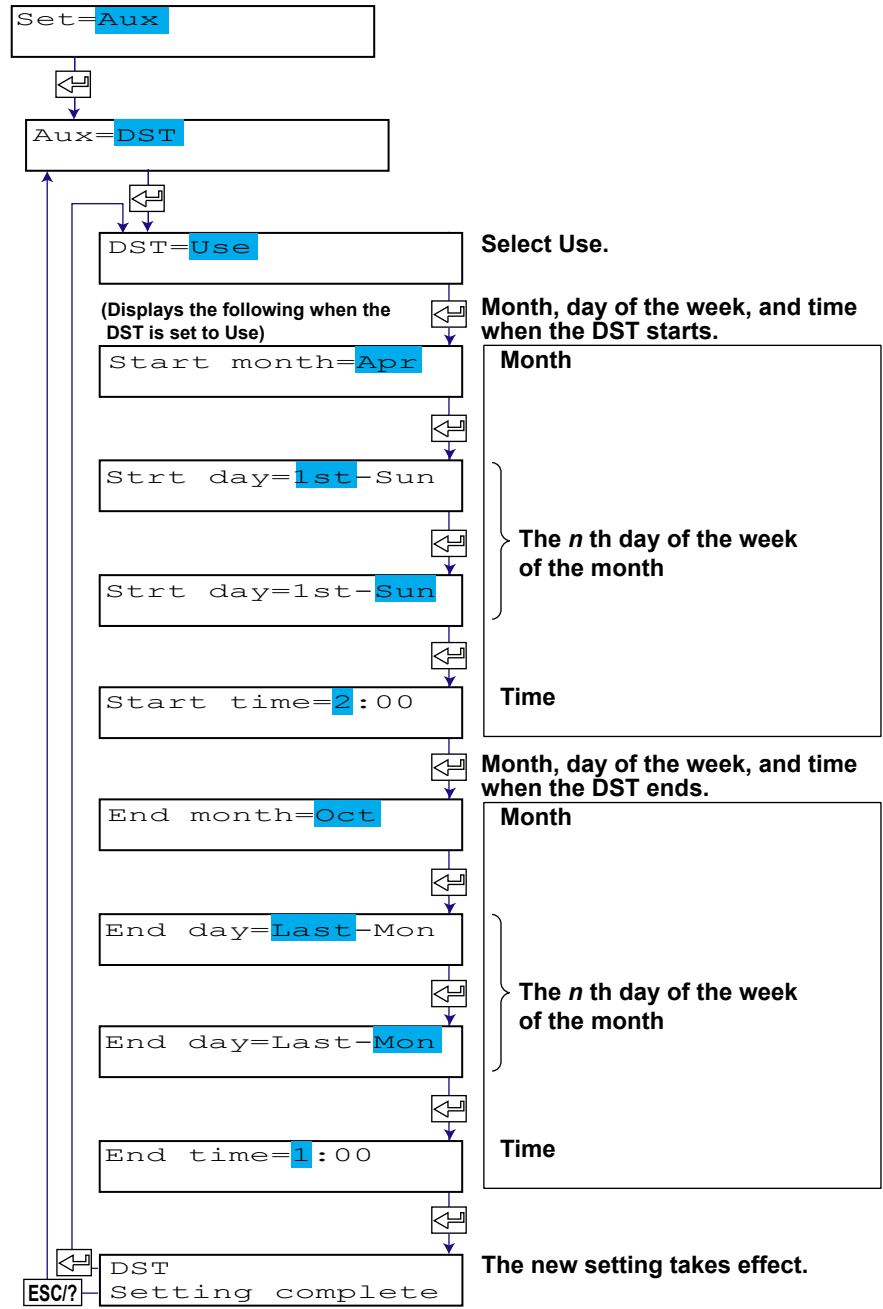 Set=Aux
Aux=DST
DST=Use
Select Use.
(Displays the following when the
DST is set to Use)
Month, day of the week, and time
when the DST starts.
Start month=Apr
Month
Strt day=1st-Sun
The n th day of the week
of the month
Strt day=1st-Sun
Start time=2:00
Time
Month, day of the week, and time
when the DST ends.
End month=Oct
Month
End day=Last-Mon
The n th day of the week
of the month
End day=Last-Mon
End time=1:00
Time
DST
Setting complete
The new setting takes effect.
ESC/?